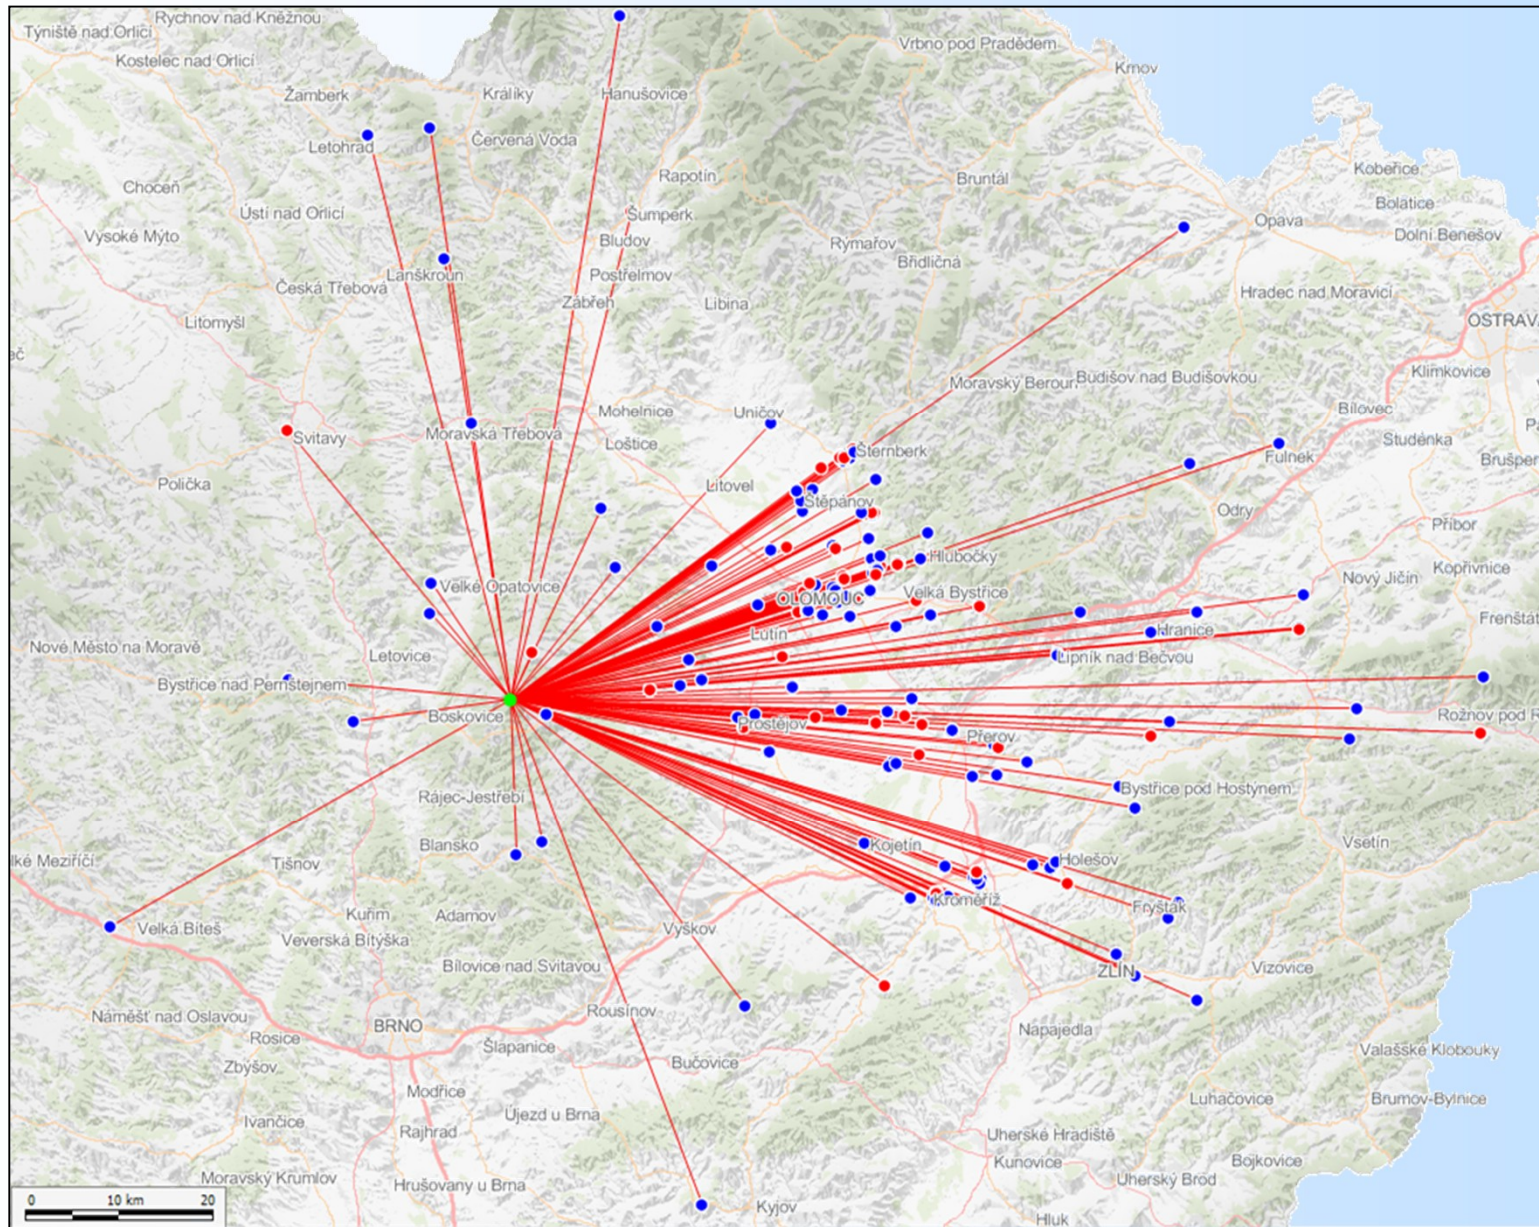 Rychnov nad Kněžnou
Týniště nad Orlicí
Vrbno pod Pradědem
Kostelec nad Orlicí
Krnov
Žamberk
Králíky
Hanušovice
Červená Voda
Letohrad
Kobeřice
Rapotín
Bruntál
Choceň
Bolatice
Ústí nad Orlicí
Šumperk
Opava
Vysoké Mýto
Bludov
Rýmařov
Dolní Benešov
Břidličná
Lanškroun
Postřelmov
Česká Třebová
Zábřeh
Libina
Hradec nad Moravicí
Litomyšl
OSTRAV
Klimkovice
Moravský Beroun
Budišov nad Budišovkou
Mohelnice
Uničov
Bílovec
Svitavy
Moravská Třebová
Loštice
Studénka
Šternberk
Fulnek
Brušper
Polička
Litovel
Štěpánov
Odry
Příbor
Hlubočky
Kopřivnice
Velké Opatovice
Nový Jičín
Velká Bystřice
OLOMOUC
Frenštát
Lutín
Hranice
Nové Město na Moravě
Letovice
Lipník nad Bečvou
Bystřice nad Pernštejnem
Boskovice
Rožnov pod R
Prostějov
Přerov
Bystřice pod Hostýnem
Rájec-Jestřebí
Vsetín
Blansko
Kojetín
Holešov
lké Meziříčí
Tišnov
Kroměříž
Fryšták
Kuřim
Adamov
Velká Bíteš
Vyškov
Veverská Bítýška
Bílovice nad Svitavou
ZLÍN
Vizovice
Náměšť nad Oslavou
Rousínov
BRNO
Napajedla
Rosice
Šlapanice
Valašské Klobouky
Zbýšov
Bučovice
Modřice
Luhačovice
Brumov-Bylnice
Újezd u Brna
Ivančice
Rajhrad
Uherské Hradiště
Kunovice
Bojkovice
Moravský Krumlov
Uherský Brod
Hrušovany u Brna
0 10 km 20
Kyjov
Hluk